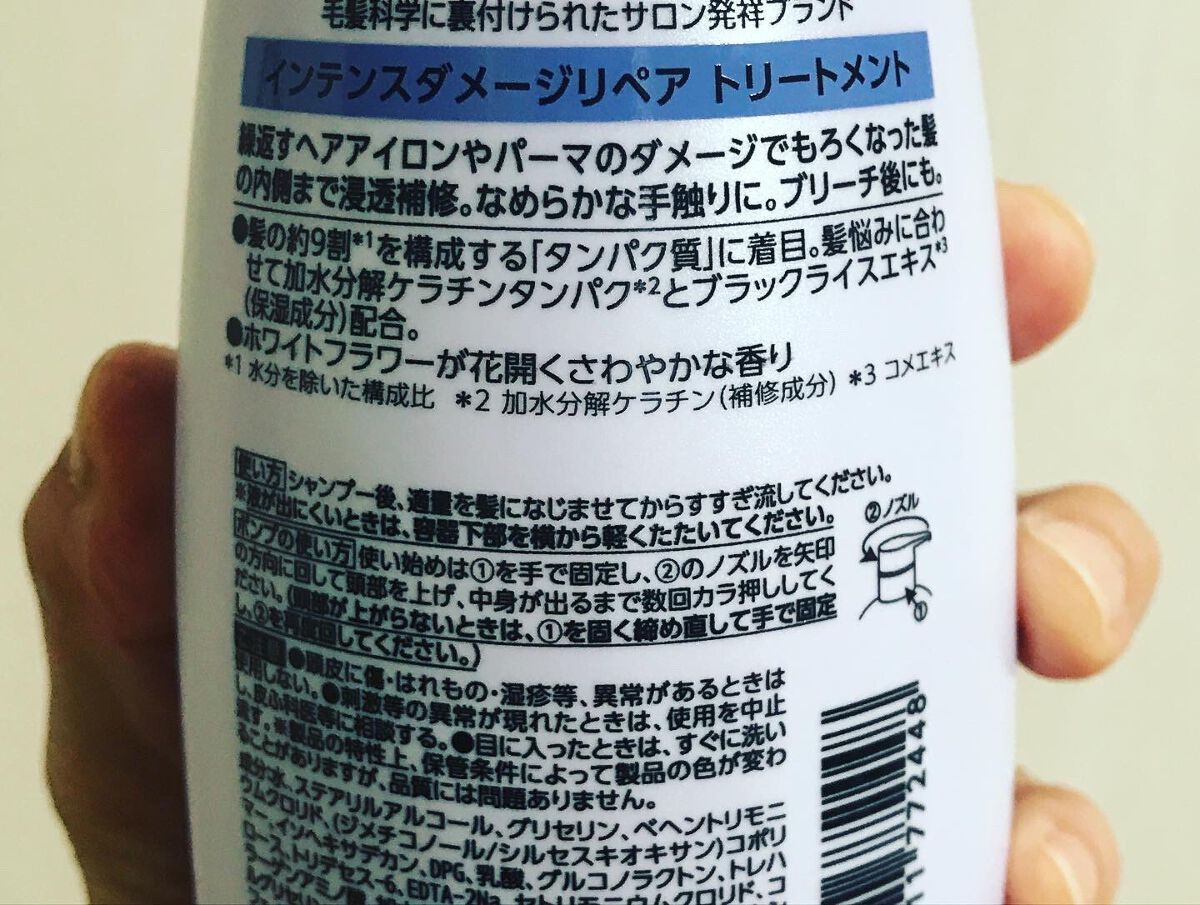 毛髪科学に裏付けられたサロン発祥ブランド
インテンスダメージリペア トリートメント
繰返すヘアアイロンやパーマのダメージでもろくなった髪
の内側まで浸透補修。なめらかな手触りに。ブリーチ後にも。
●髪の約9割*1を構成する「タンパク質」に着目。髪悩みに合わ
せて加水分解ケラチンタンパク*2とブラックライスエキス*3
(保湿成分)配合。
●ホワイトフラワーが花開くさわやかな香り
*1 水分を除いた構成比 *2 加水分解ケラチン(補修成分) *3 コメエキス
使い方 シャンプー後、適量を髪になじませてからすすぎ流してください。
*液が出にくいときは、容器下部を横から軽くたたいてください。
ポンプの使い方 使い始めは①を手で固定し、②のノズルを矢印
の方向に回して頭部を上げ、中身が出るまで数回カラ押ししてく
ださい。(頭部が上がらないときは、①を固く締め直して手で固定
し、②を再度回してください。)
②ノズル
①
●頭皮に傷・はれもの・湿疹等、異常があるときは
使用しない。●刺激等の異常が現れたときは、使用を中止
し、皮ふ科医等に相談する。●目に入ったときは、すぐに洗い
流す。*製品の特性上、保管条件によって製品の色が変わ
ることがありますが、品質には問題ありません。
成分:水、ステアリルアルコール、グリセリン、ベヘントリモニ
ウムクロリド、(ジメチコノール/シルセスキオキサン)コポリ
マー、イソヘキサデカン、DPG、乳酸、グルコノラクトン、トレハ
ロース、トリデセス-6、EDTA-2Na、セトリモニウムクロリド、コ
ラーゲンアミノ酸
ルグリセリン
11772448